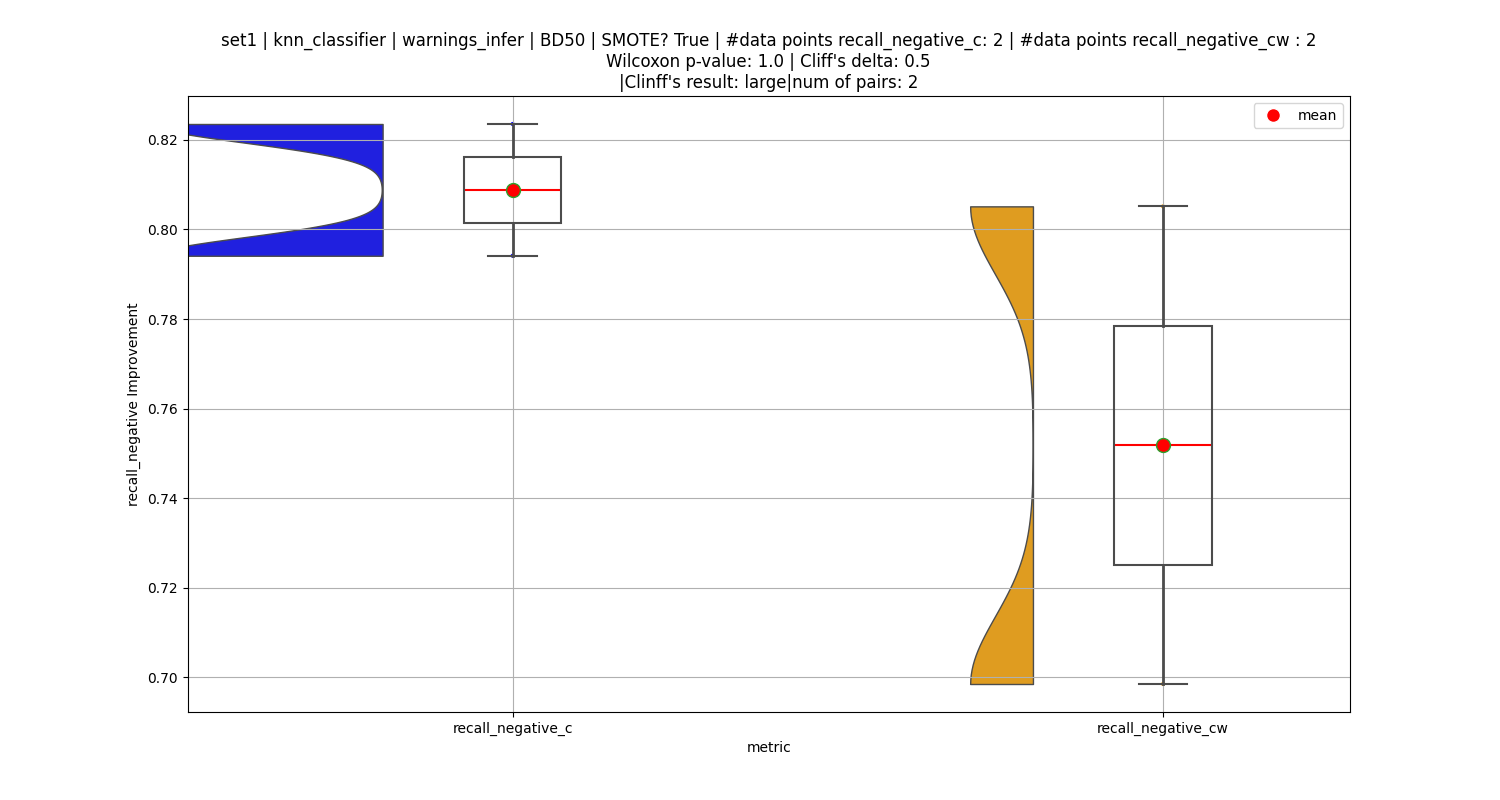 set1 | knn_classifier | warnings_infer | BD50 | SMOTE? True | #data points recall_negative_c: 2 | #data points recall_negative_cw : 2
Wilcoxon p-value: 1.0 | Cliff's delta: 0.5
|Clinff's result: large|num of pairs: 2
mean
recall_negative Improvement
0.82
0.80
0.78
0.76
0.74
0.72
0.70
recall_negative_c
recall_negative_cw
metric